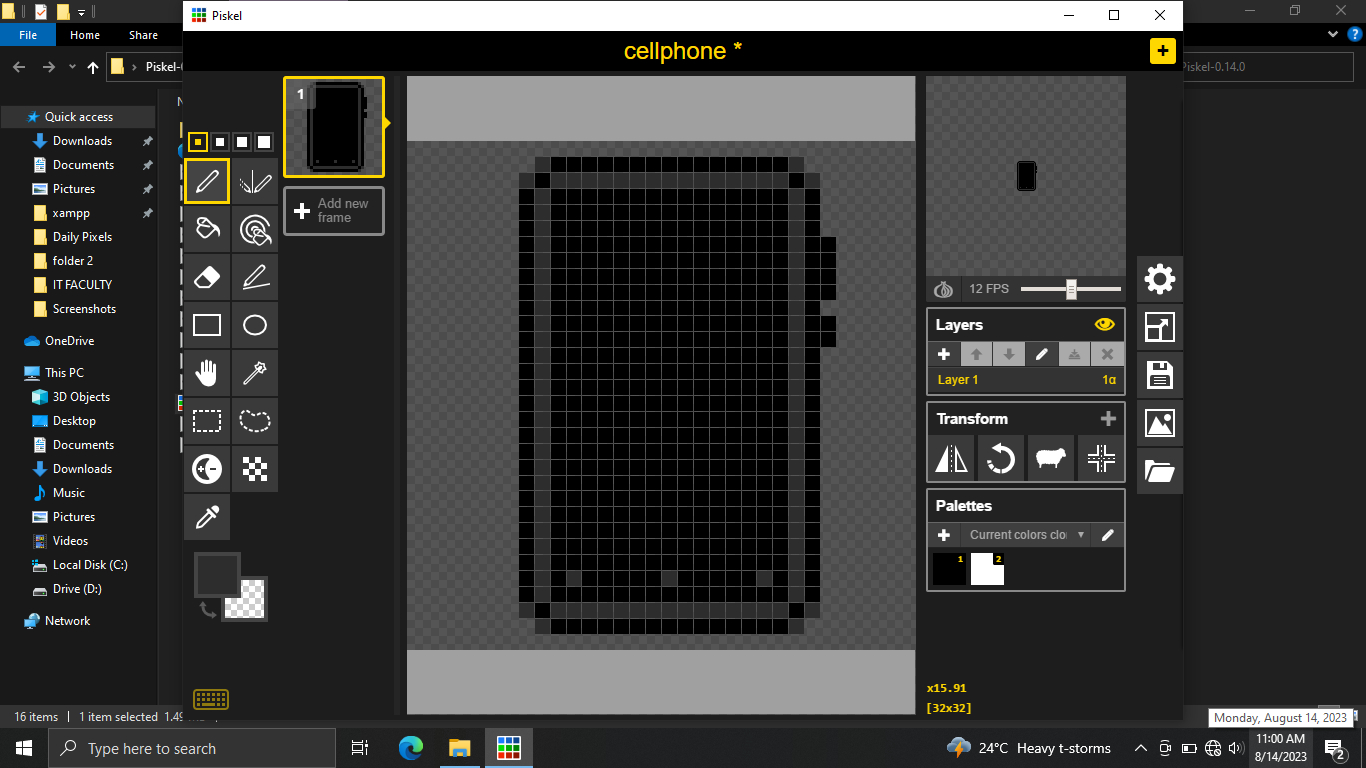 Piskel
File
Home
Share
cellphone *
Piskel-0.14.0
Quick access
Downloads
Documents
Pictures
xampp
Daily Pixels
folder 2
IT FACULTY
Screenshots
OneDrive
This PC
3D Objects
Desktop
Documents
Downloads
Music
Pictures
Videos
Local Disk (C:)
Drive (D:)
Network
1
Add new
frame
12 FPS
Layers
Layer 1
1α
Transform
Palettes
Current colors clo
1
2
x15.91
[32x32]
16 items
1 item selected
Monday, August 14, 2023
Type here to search
24°C Heavy t-storms
11:00 AM
8/14/2023
2